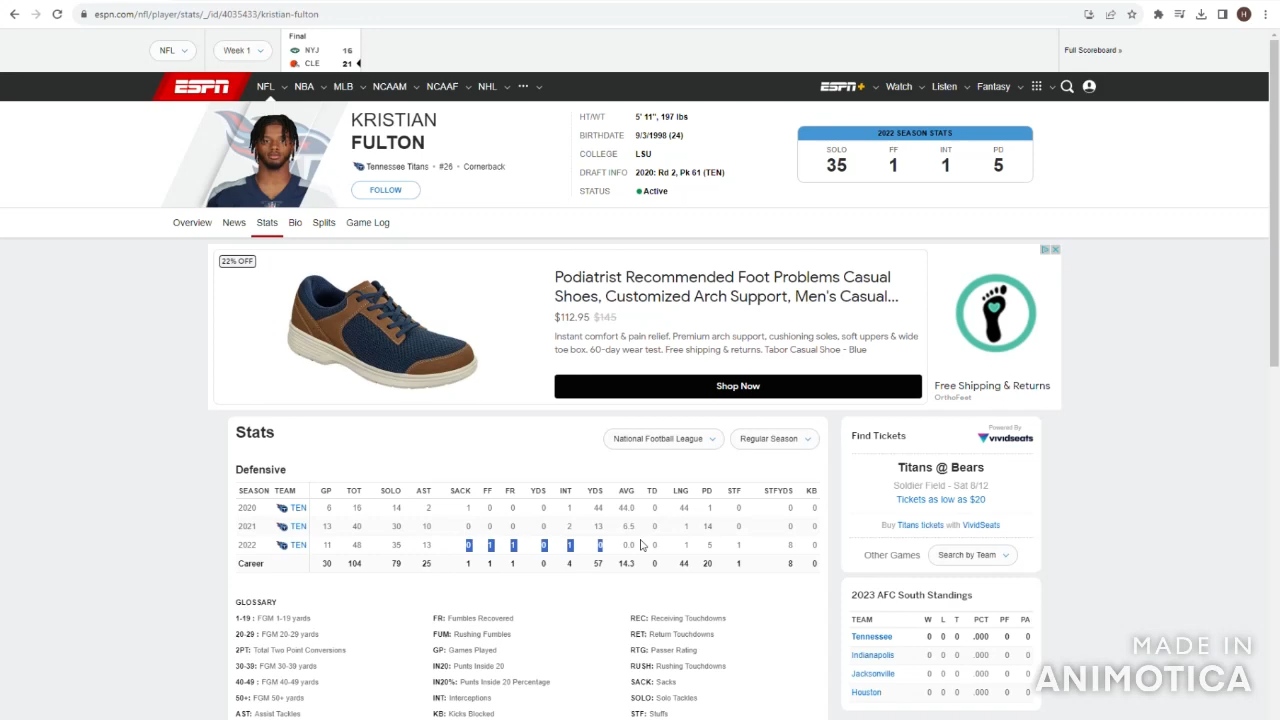 espn.com/nfl/player/stats/_/id/4035433/kristian-fulton
H
NFL
Week 1
Final
NYJ 16
CLE 21
Full Scoreboard »
ESPN NFL NBA MLB NCAAM NCAAF NHL ••• ESPN+ Watch Listen Fantasy
KRISTIAN
FULTON
Tennessee Titans • #26 • Cornerback
FOLLOW
HT/WT 5' 11", 197 lbs
BIRTHDATE 9/3/1998 (24)
COLLEGE LSU
DRAFT INFO 2020: Rd 2, Pk 61 (TEN)
STATUS Active
2022 SEASON STATS
SOLO FF INT PD
35 1 1 5
Overview News Stats Bio Splits Game Log
22% OFF
Podiatrist Recommended Foot Problems Casual
Shoes, Customized Arch Support, Men's Casual...
$112.95 $145
Instant comfort & pain relief. Premium arch support, cushioning soles, soft uppers & wide
toe box. 60-day wear test. Free shipping & returns. Tabor Casual Shoe - Blue
Shop Now
Free Shipping & Returns
OrthoFeet
Stats
National Football League
Regular Season
Defensive
SEASON TEAM GP TOT SOLO AST SACK FF FR YDS INT YDS AVG TD LNG PD STF STFYDS KB
2020 TEN 6 16 14 2 1 0 0 0 1 44 44.0 0 44 1 0 0 0
2021 TEN 13 40 30 10 0 0 0 0 2 13 6.5 0 1 14 0 0 0
2022 TEN 11 48 35 13 0 1 1 0 1 0 0.0 0 1 5 1 8 0
Career 30 104 79 25 1 1 1 0 4 57 14.3 0 44 20 1 8 0
GLOSSARY
1-19 : FGM 1-19 yards
20-29 : FGM 20-29 yards
2PT: Total Two Point Conversions
30-39: FGM 30-39 yards
40-49 : FGM 40-49 yards
50+: FGM 50+ yards
AST: Assist Tackles
FR: Fumbles Recovered
FUM: Rushing Fumbles
GP: Games Played
IN20: Punts Inside 20
IN20%: Punts Inside 20 Percentage
INT: Interceptions
KB: Kicks Blocked
REC: Receiving Touchdowns
RET: Return Touchdowns
RTG: Passer Rating
RUSH: Rushing Touchdowns
SACK: Sacks
SOLO: Solo Tackles
STF: Stuffs
Find Tickets
Powered By
vividseats
Titans @ Bears
Soldier Field - Sat 8/12
Tickets as low as $20
Buy Titans tickets with VividSeats
Other Games Search by Team
2023 AFC South Standings
TEAM W L T PCT PF PA
Tennessee 0 0 0 .000 0 0
Indianapolis 0 0 0 .000 0 0
Jacksonville 0 0 0 .000 0 0
Houston 0 0 0 .000 0 0
MADE IN
ANIMOTICA